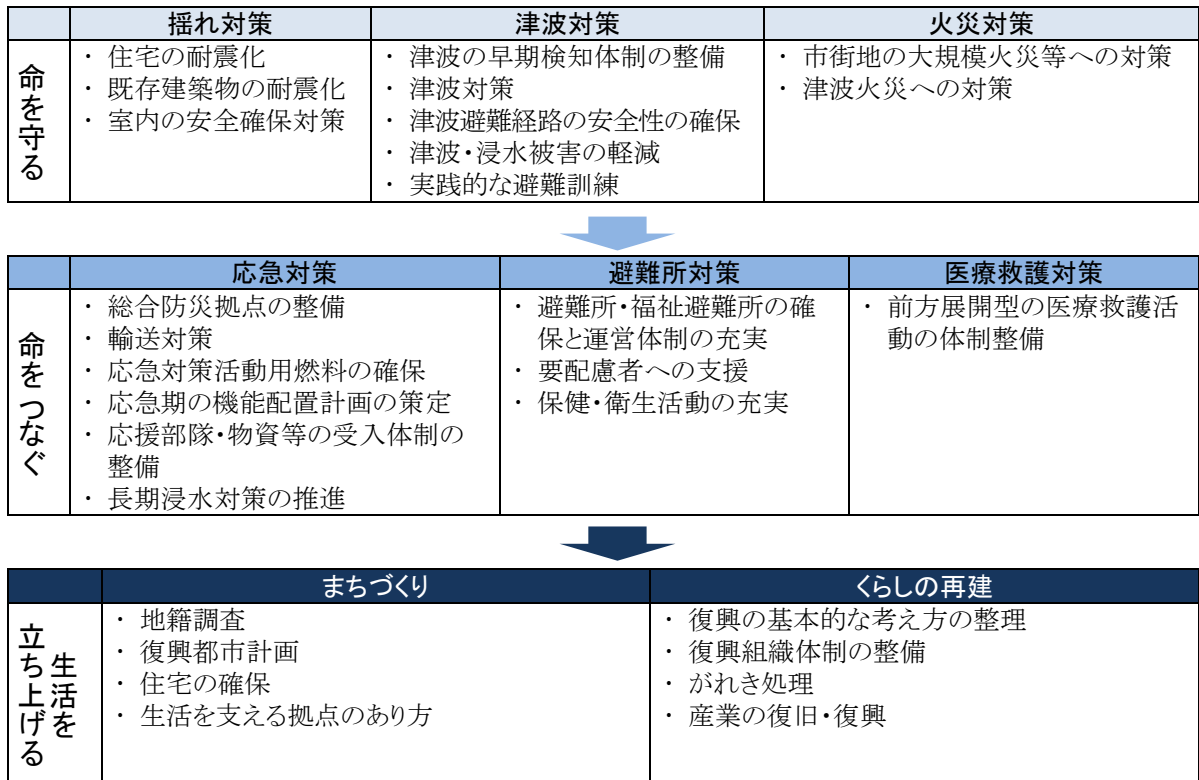 揺れ対策
津波対策
火災対策
命を守る
・ 住宅の耐震化
・ 既存建築物の耐震化
・ 室内の安全確保対策
・ 津波の早期検知体制の整備
・ 津波対策
・ 津波避難経路の安全性の確保
・ 津波・浸水被害の軽減
・ 実践的な避難訓練
・ 市街地の大規模火災等への対策
・ 津波火災への対策
応急対策
避難所対策
医療救護対策
命をつなぐ
・ 総合防災拠点の整備
・ 輸送対策
・ 応急対策活動用燃料の確保
・ 応急期の機能配置計画の策定
・ 応援部隊・物資等の受入体制の
整備
・ 長期浸水対策の推進
・ 避難所・福祉避難所の確
保と運営体制の充実
・ 要配慮者への支援
・ 保健・衛生活動の充実
・ 前方展開型の医療救護活
動の体制整備
まちづくり
くらしの再建
生活を
立ち上げる
・ 地籍調査
・ 復興都市計画
・ 住宅の確保
・ 生活を支える拠点のあり方
・ 復興の基本的な考え方の整理
・ 復興組織体制の整備
・ がれき処理
・ 産業の復旧・復興